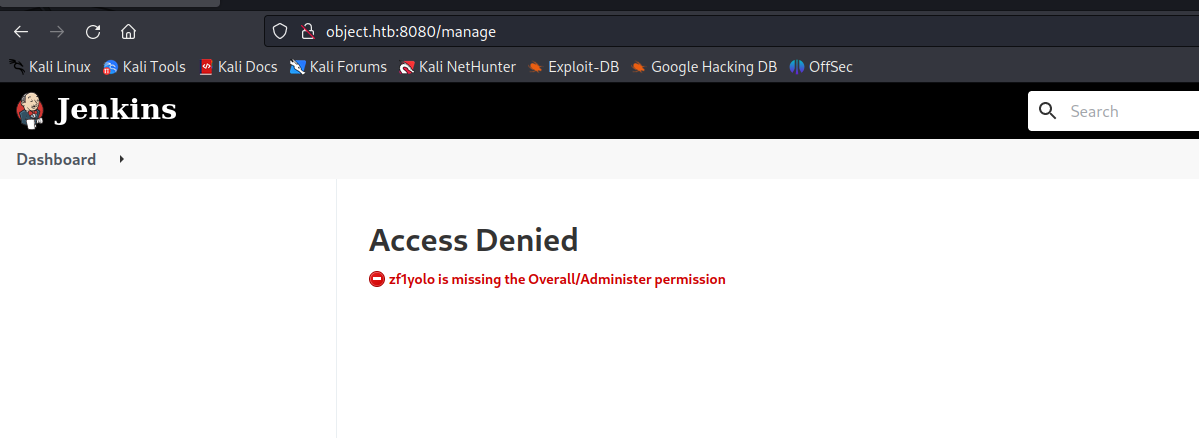 object.htb:8080/manage
Kali Linux Kali Tools Kali Docs Kali Forums Kali NetHunter Exploit-DB Google Hacking DB OffSec
Jenkins
Search
Dashboard
Access Denied
zf1yolo is missing the Overall/Administer permission